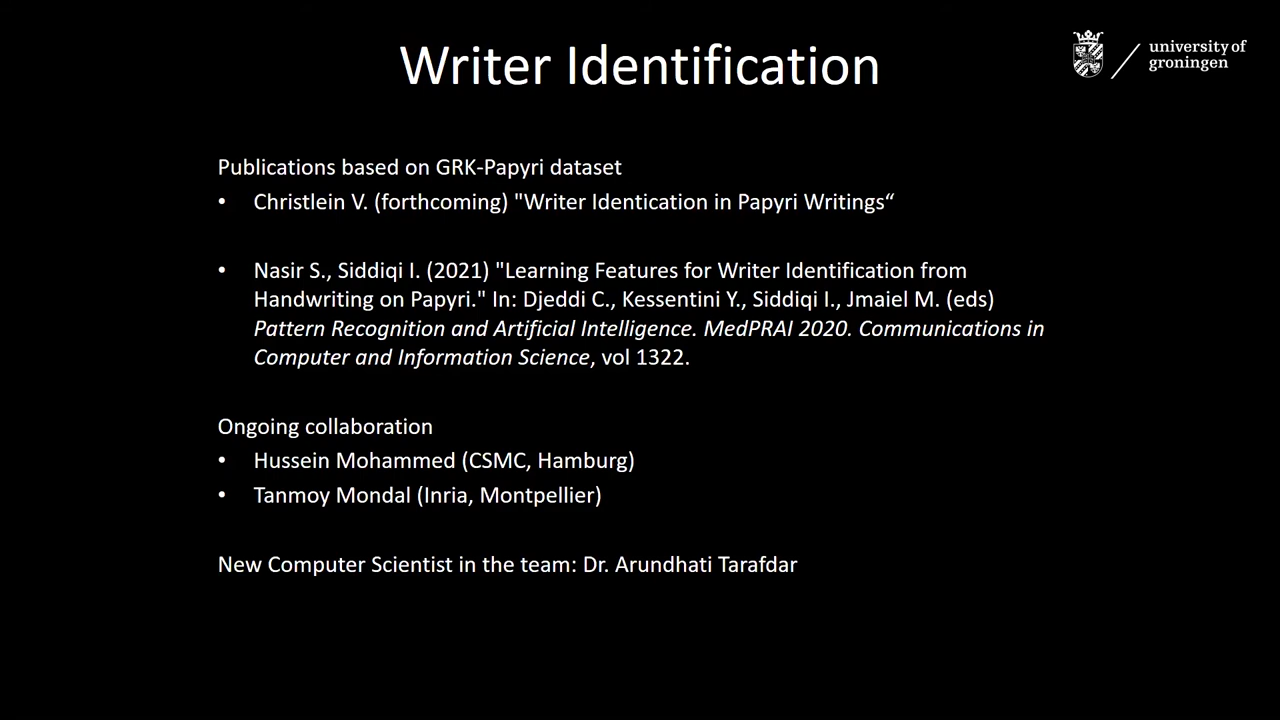 Writer Identification
university of
groningen
Publications based on GRK-Papyri dataset
• Christlein V. (forthcoming) "Writer Identication in Papyri Writings“
• Nasir S., Siddiqi I. (2021) "Learning Features for Writer Identification from
Handwriting on Papyri." In: Djeddi C., Kessentini Y., Siddiqi I., Jmaiel M. (eds)
Pattern Recognition and Artificial Intelligence. MedPRAI 2020. Communications in
Computer and Information Science, vol 1322.
Ongoing collaboration
• Hussein Mohammed (CSMC, Hamburg)
• Tanmoy Mondal (Inria, Montpellier)
New Computer Scientist in the team: Dr. Arundhati Tarafdar